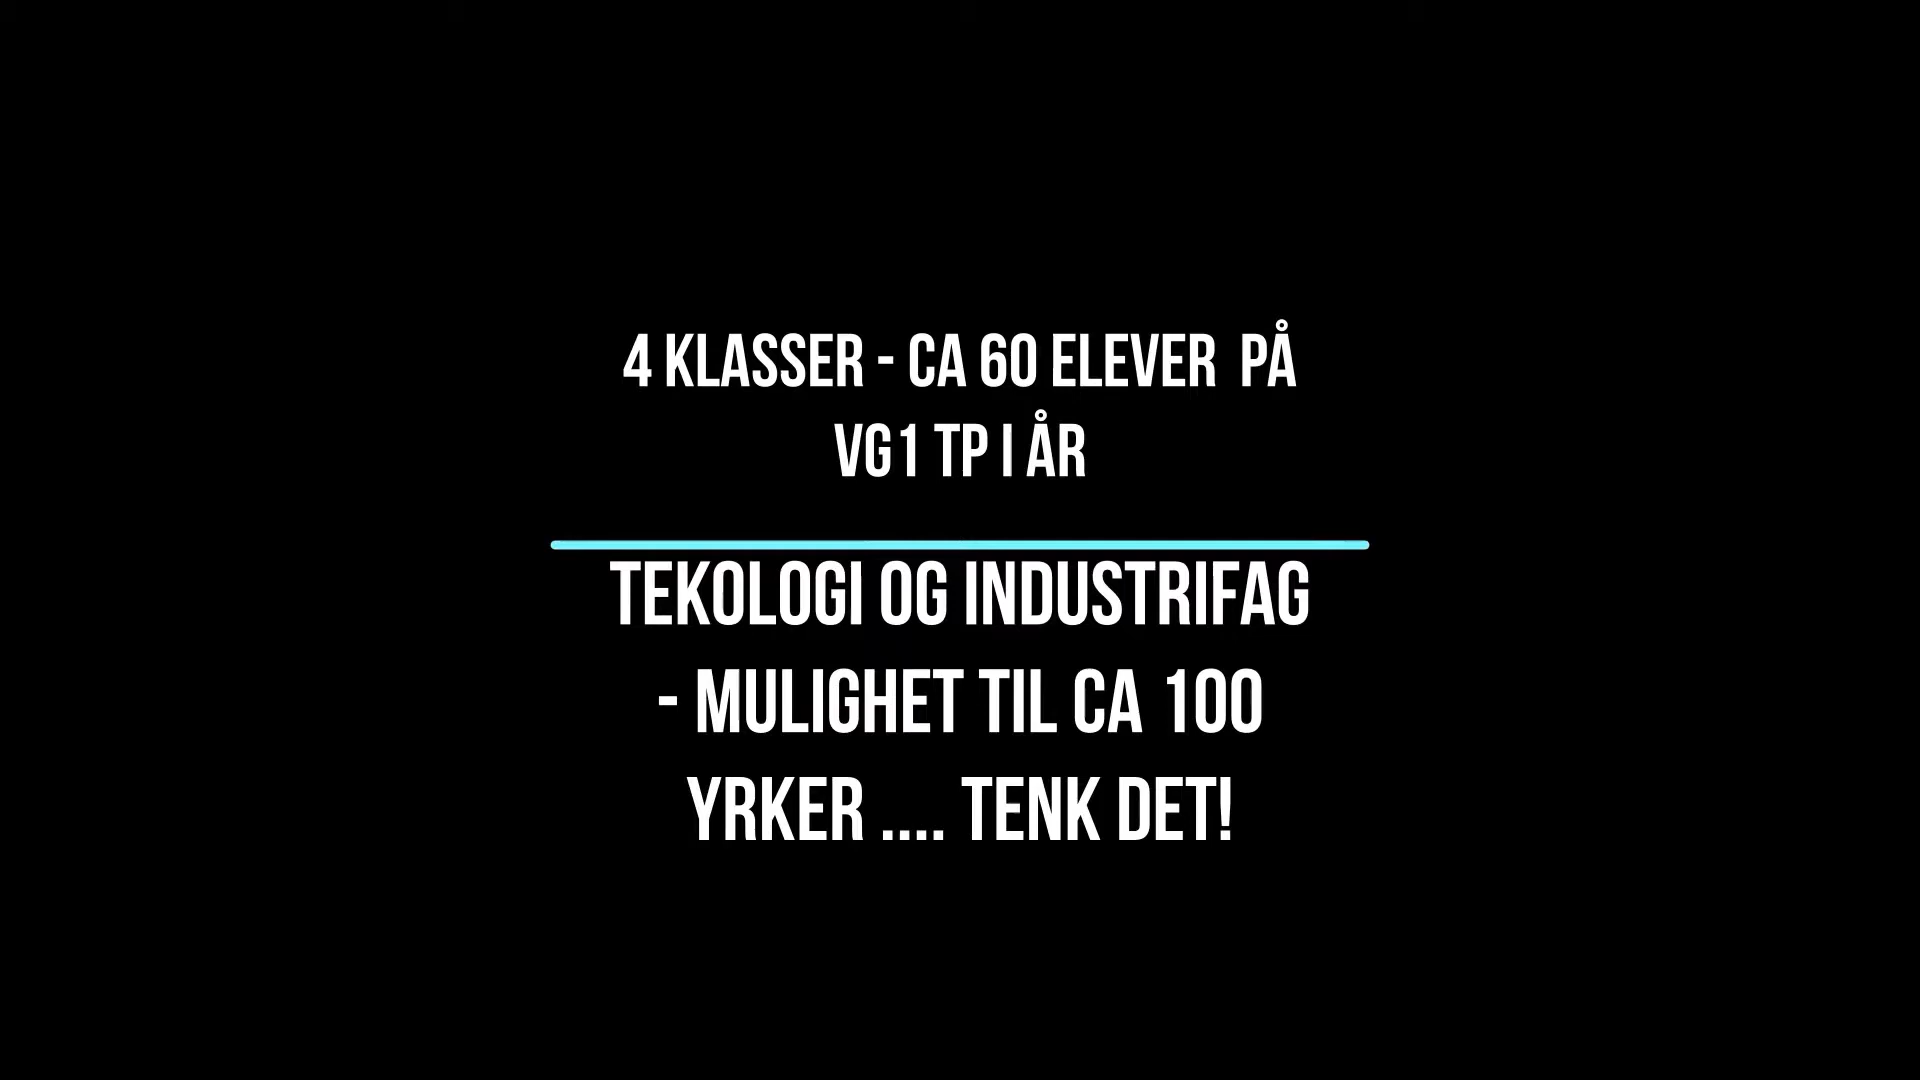 4 KLASSER - CA 60 ELEVER  PÅ
VG1 TP I ÅR
TEKOLOGI OG INDUSTRIFAG
- MULIGHET TIL CA 100
YRKER .... TENK DET!